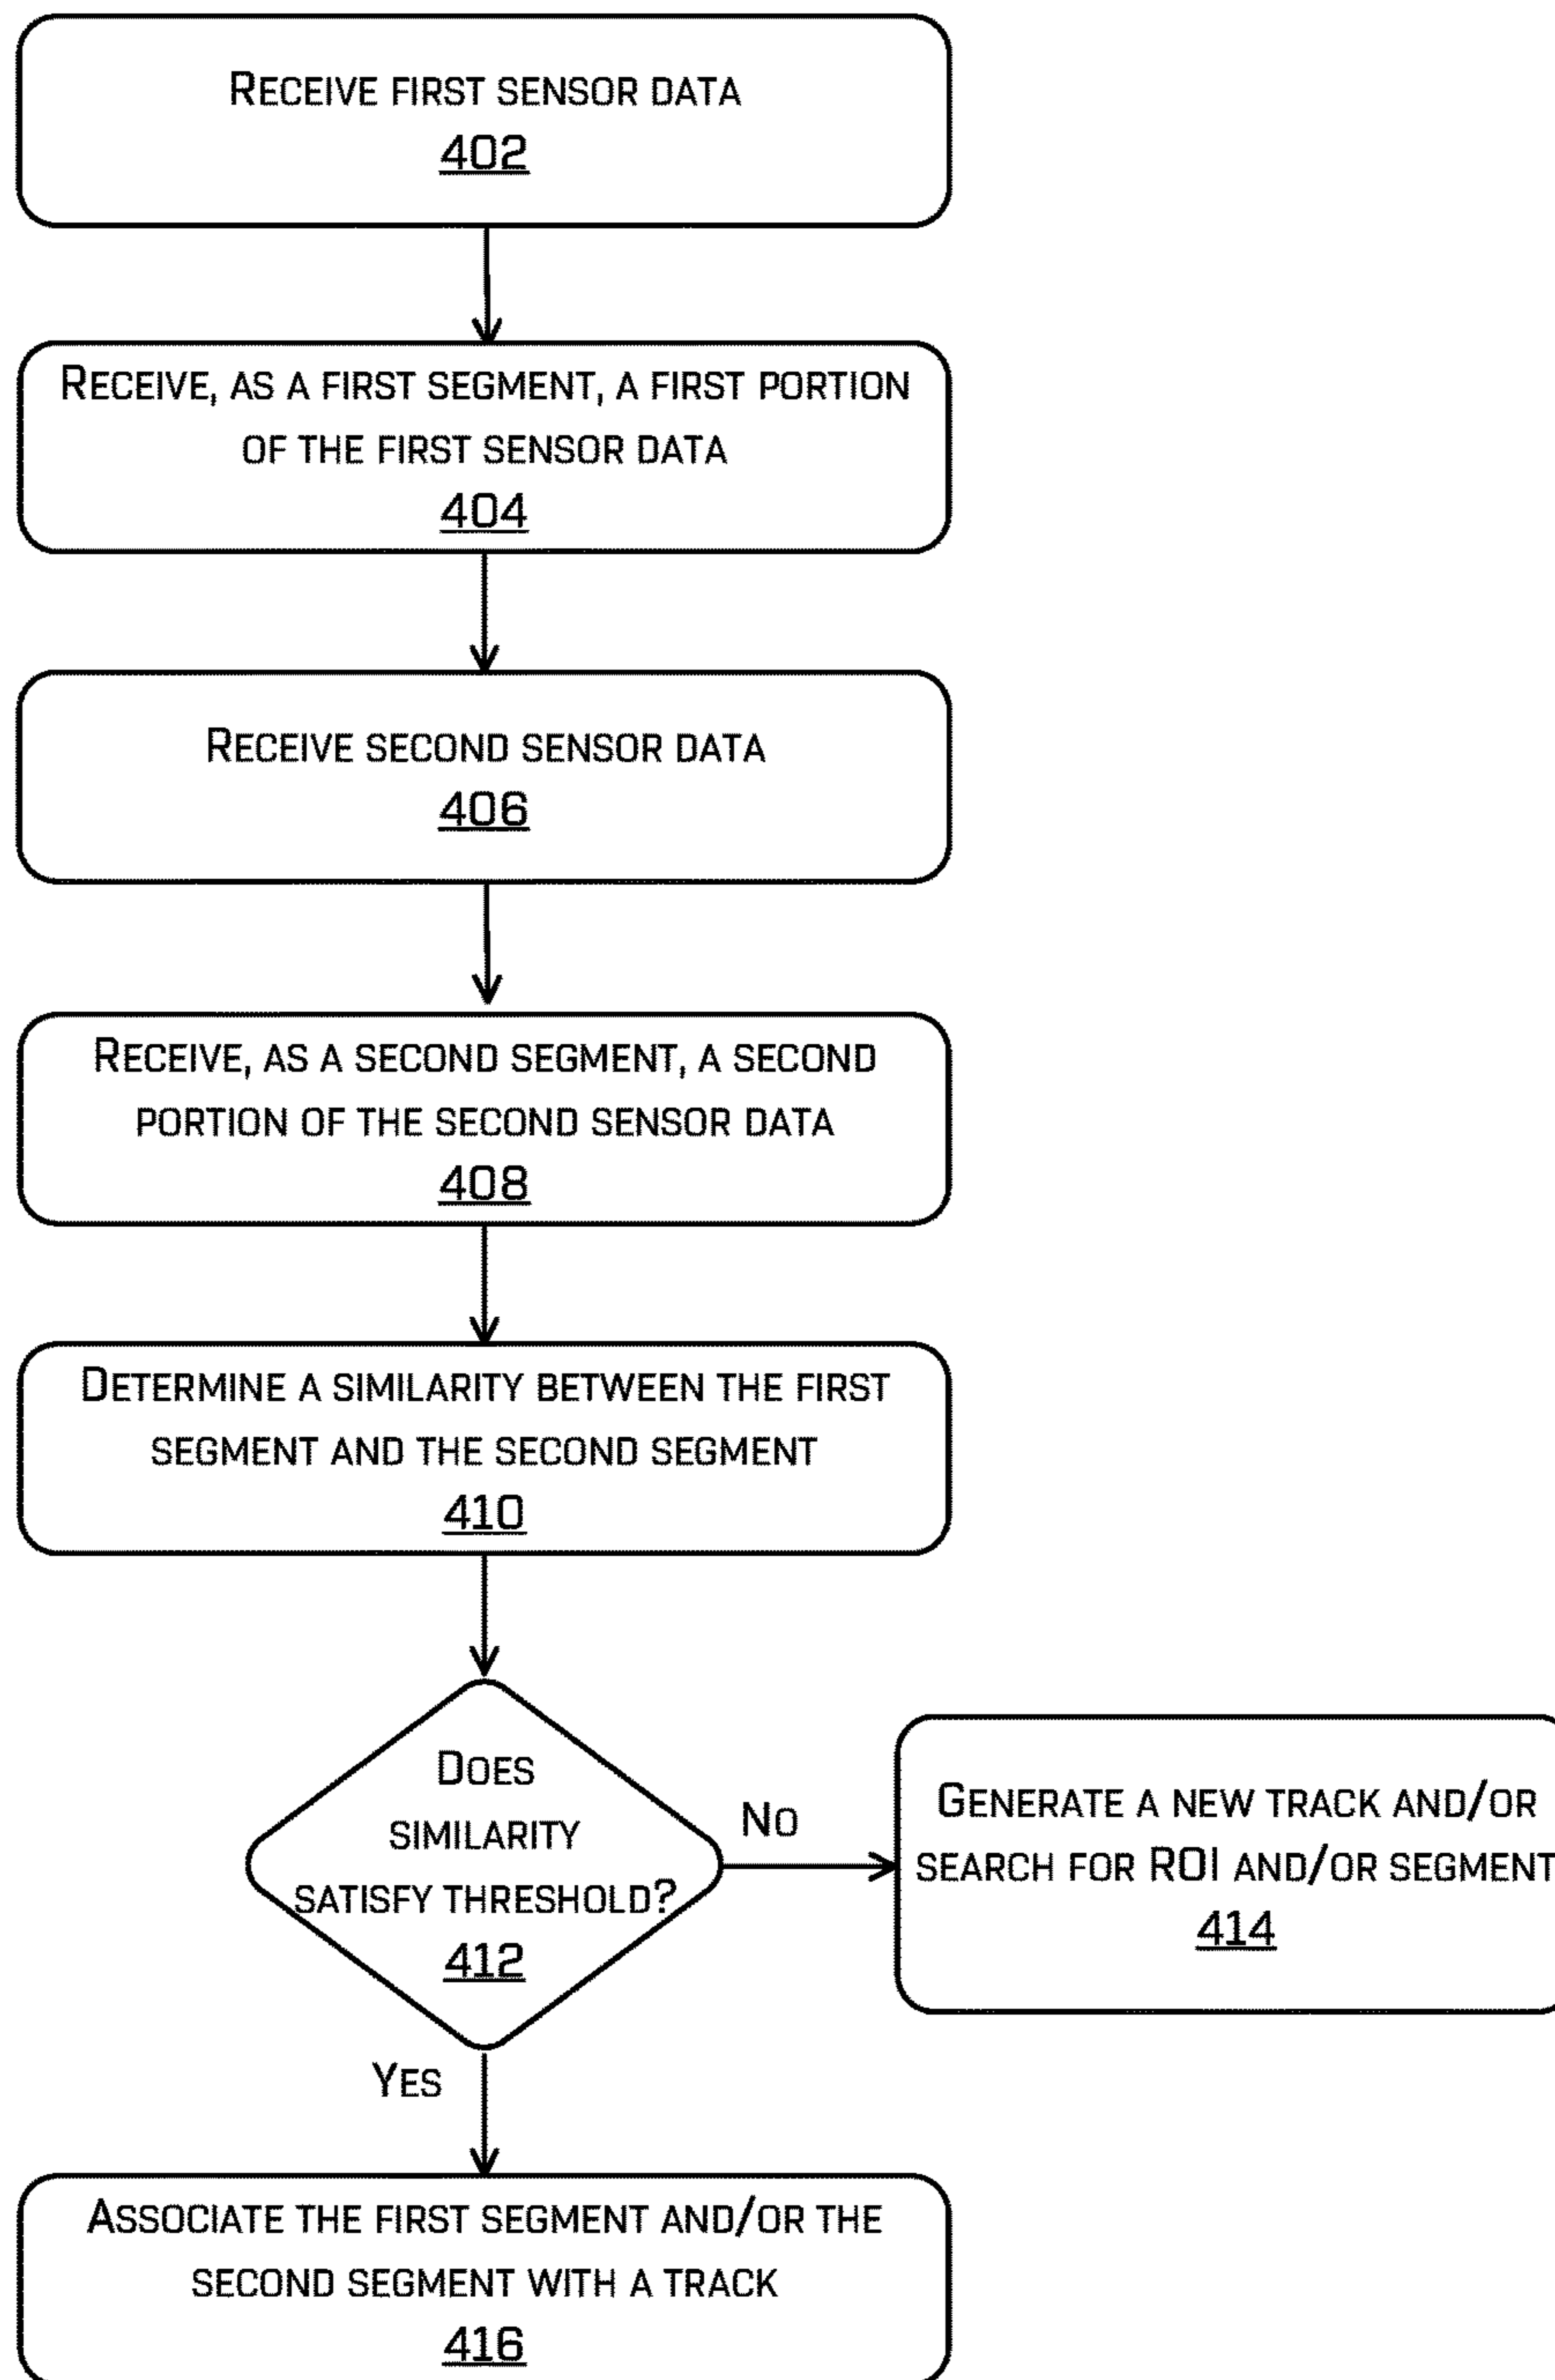 RECEIVE FIRST SENSOR DATA
402
RECEIVE, AS A FIRST SEGMENT, A FIRST PORTION
OF THE FIRST SENSOR DATA
404
RECEIVE SECOND SENSOR DATA
406
RECEIVE, AS A SECOND SEGMENT, A SECOND
PORTION OF THE SECOND SENSOR DATA
408
DETERMINE A SIMILARITY BETWEEN THE FIRST
SEGMENT AND THE SECOND SEGMENT
410
DOES
SIMILARITY
SATISFY THRESHOLD?
412
NO
GENERATE A NEW TRACK AND/OR
SEARCH FOR ROI AND/OR SEGMENT
414
YES
ASSOCIATE THE FIRST SEGMENT AND/OR THE
SECOND SEGMENT WITH A TRACK
416